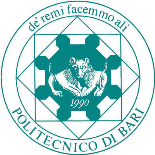 de' remi facemmo ali
1990
POLITECNICO DI BARI